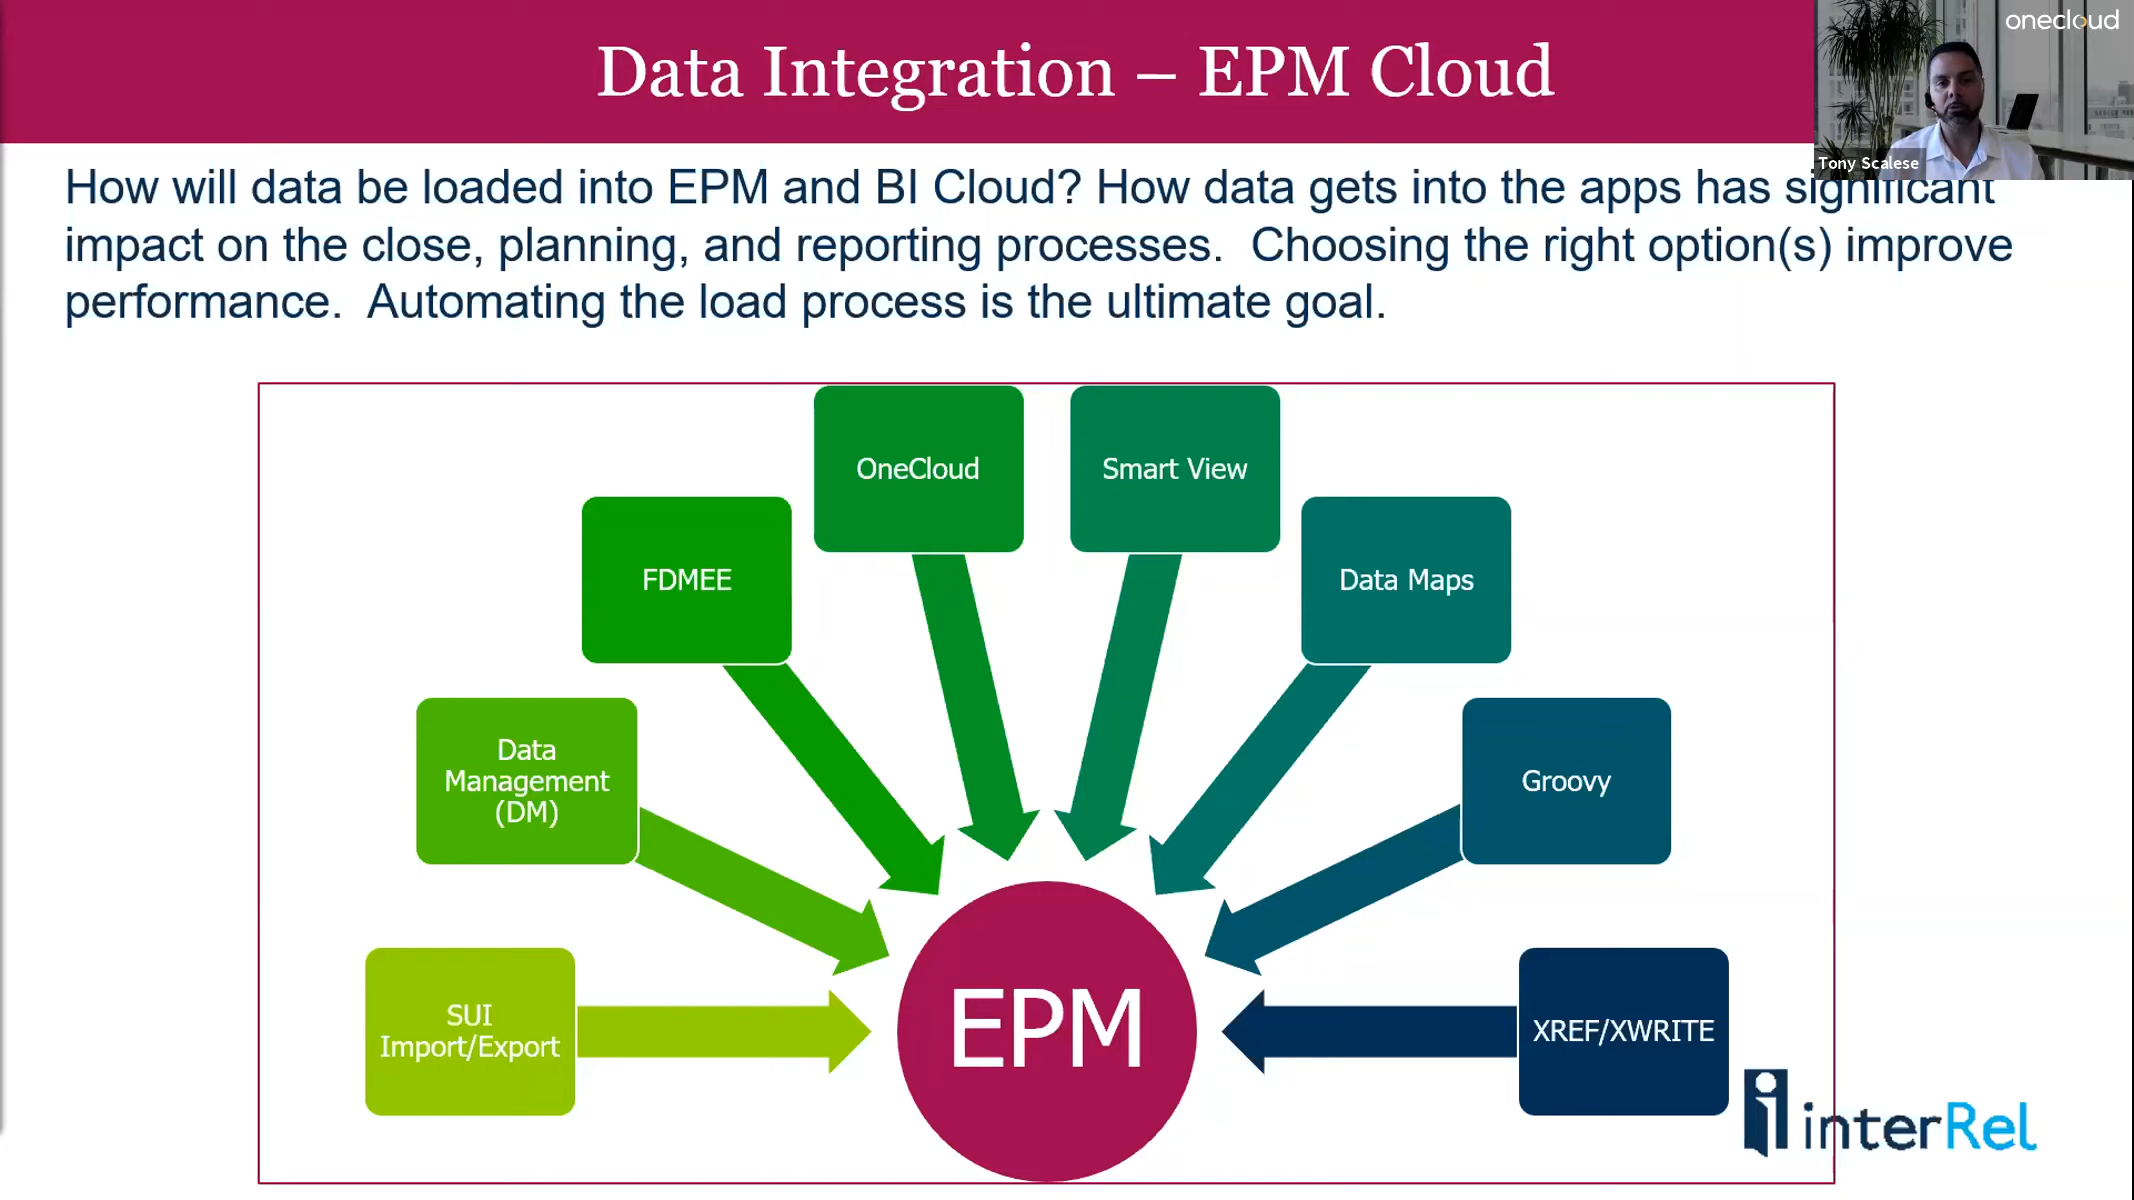 Data Integration – EPM Cloud
onecloud
Tony Scalese
How will data be loaded into EPM and BI Cloud? How data gets into the apps has significant
impact on the close, planning, and reporting processes.  Choosing the right option(s) improve
performance.  Automating the load process is the ultimate goal.
OneCloud
Smart View
FDMEE
Data Maps
Data
Management
(DM)
Groovy
SUI
Import/Export
EPM
XREF/XWRITE
interRel